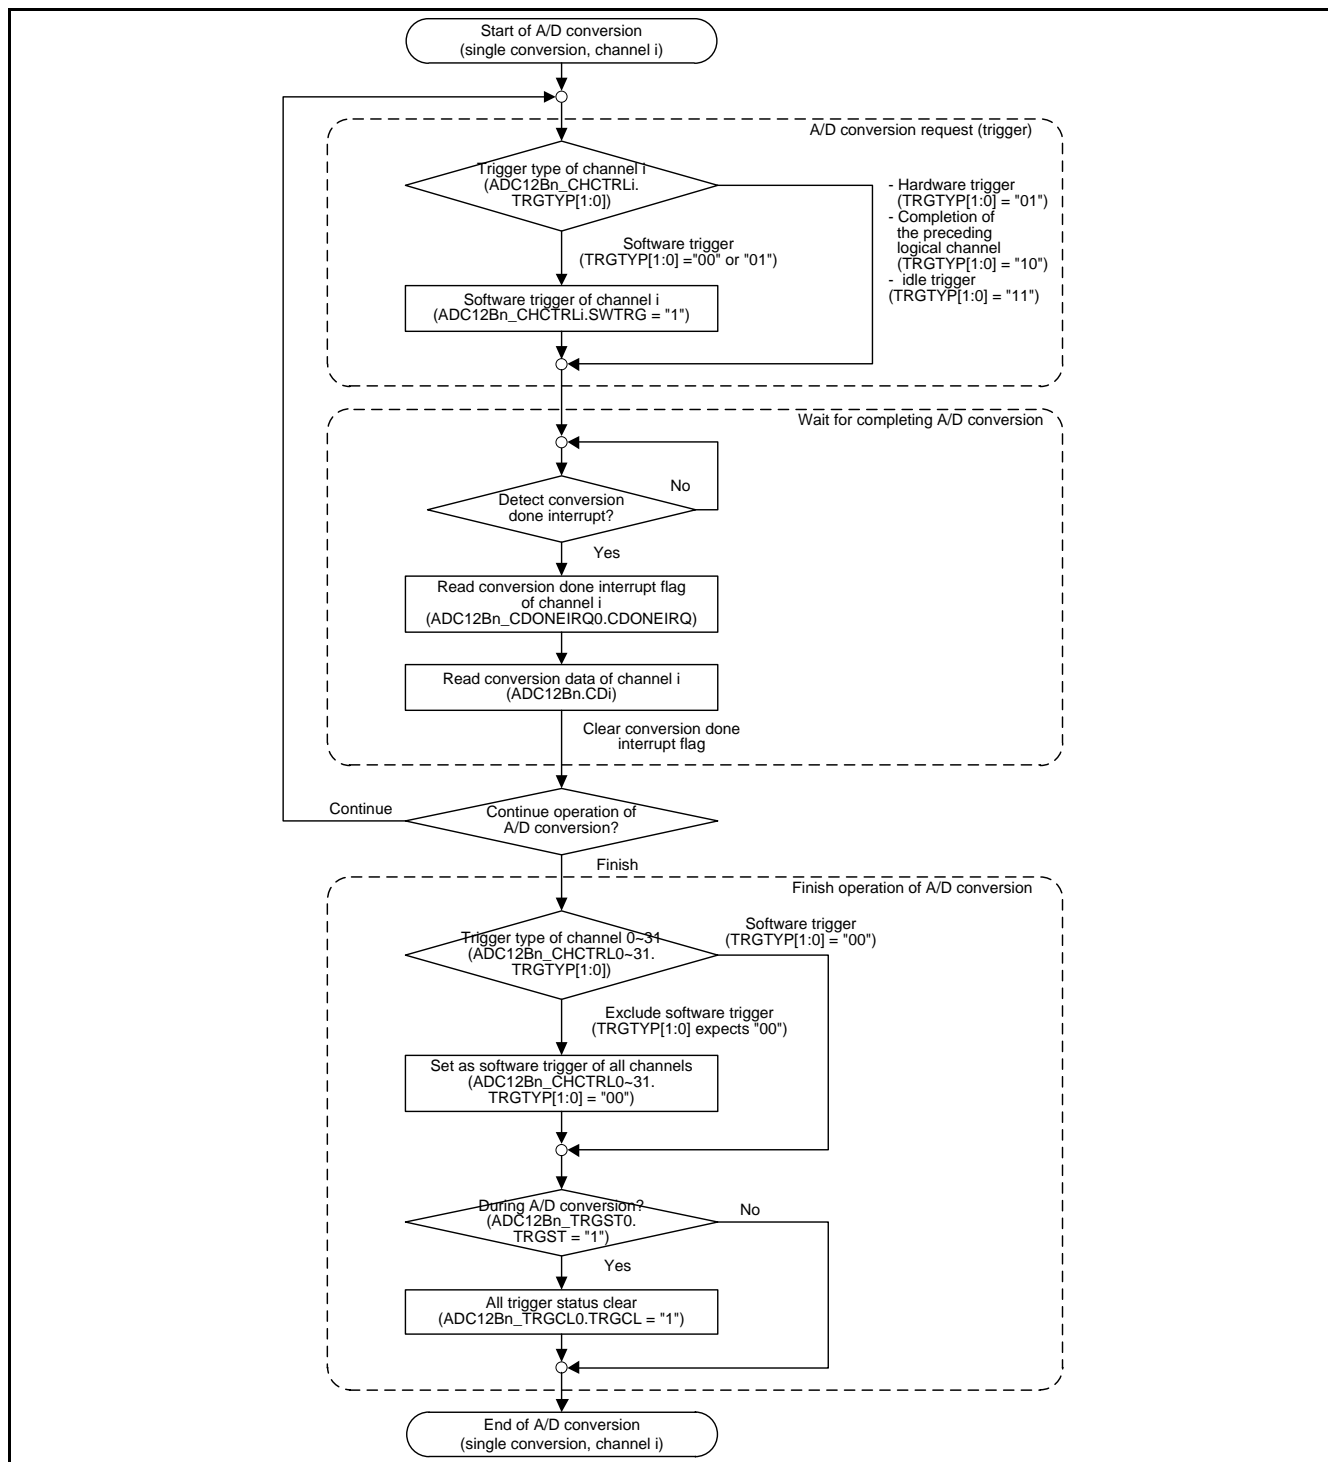 Start of A/D conversion
(single conversion, channel i)
A/D conversion request (trigger)
Trigger type of channel i
(ADC12Bn_CHCTRLi.
TRGTYP[1:0])
- Hardware trigger
(TRGTYP[1:0] = "01")
- Completion of
the preceding
logical channel
(TRGTYP[1:0] = "10")
- idle trigger
(TRGTYP[1:0] = "11")
Software trigger
(TRGTYP[1:0] ="00" or "01")
Software trigger of channel i
(ADC12Bn_CHCTRLi.SWTRG = "1")
Wait for completing A/D conversion
No
Detect conversion
done interrupt?
Yes
Read conversion done interrupt flag
of channel i
(ADC12Bn_CDONEIRQ0.CDONEIRQ)
Read conversion data of channel i
(ADC12Bn.CDi)
Clear conversion done
interrupt flag
Continue
Continue operation of
A/D conversion?
Finish
Finish operation of A/D conversion
Trigger type of channel 0~31
(ADC12Bn_CHCTRL0~31.
TRGTYP[1:0])
Software trigger
(TRGTYP[1:0] = "00")
Exclude software trigger
(TRGTYP[1:0] expects "00")
Set as software trigger of all channels
(ADC12Bn_CHCTRL0~31.
TRGTYP[1:0] = "00")
During A/D conversion?
(ADC12Bn_TRGST0.
TRGST = "1")
No
Yes
All trigger status clear
(ADC12Bn_TRGCL0.TRGCL = "1")
End of A/D conversion
(single conversion, channel i)